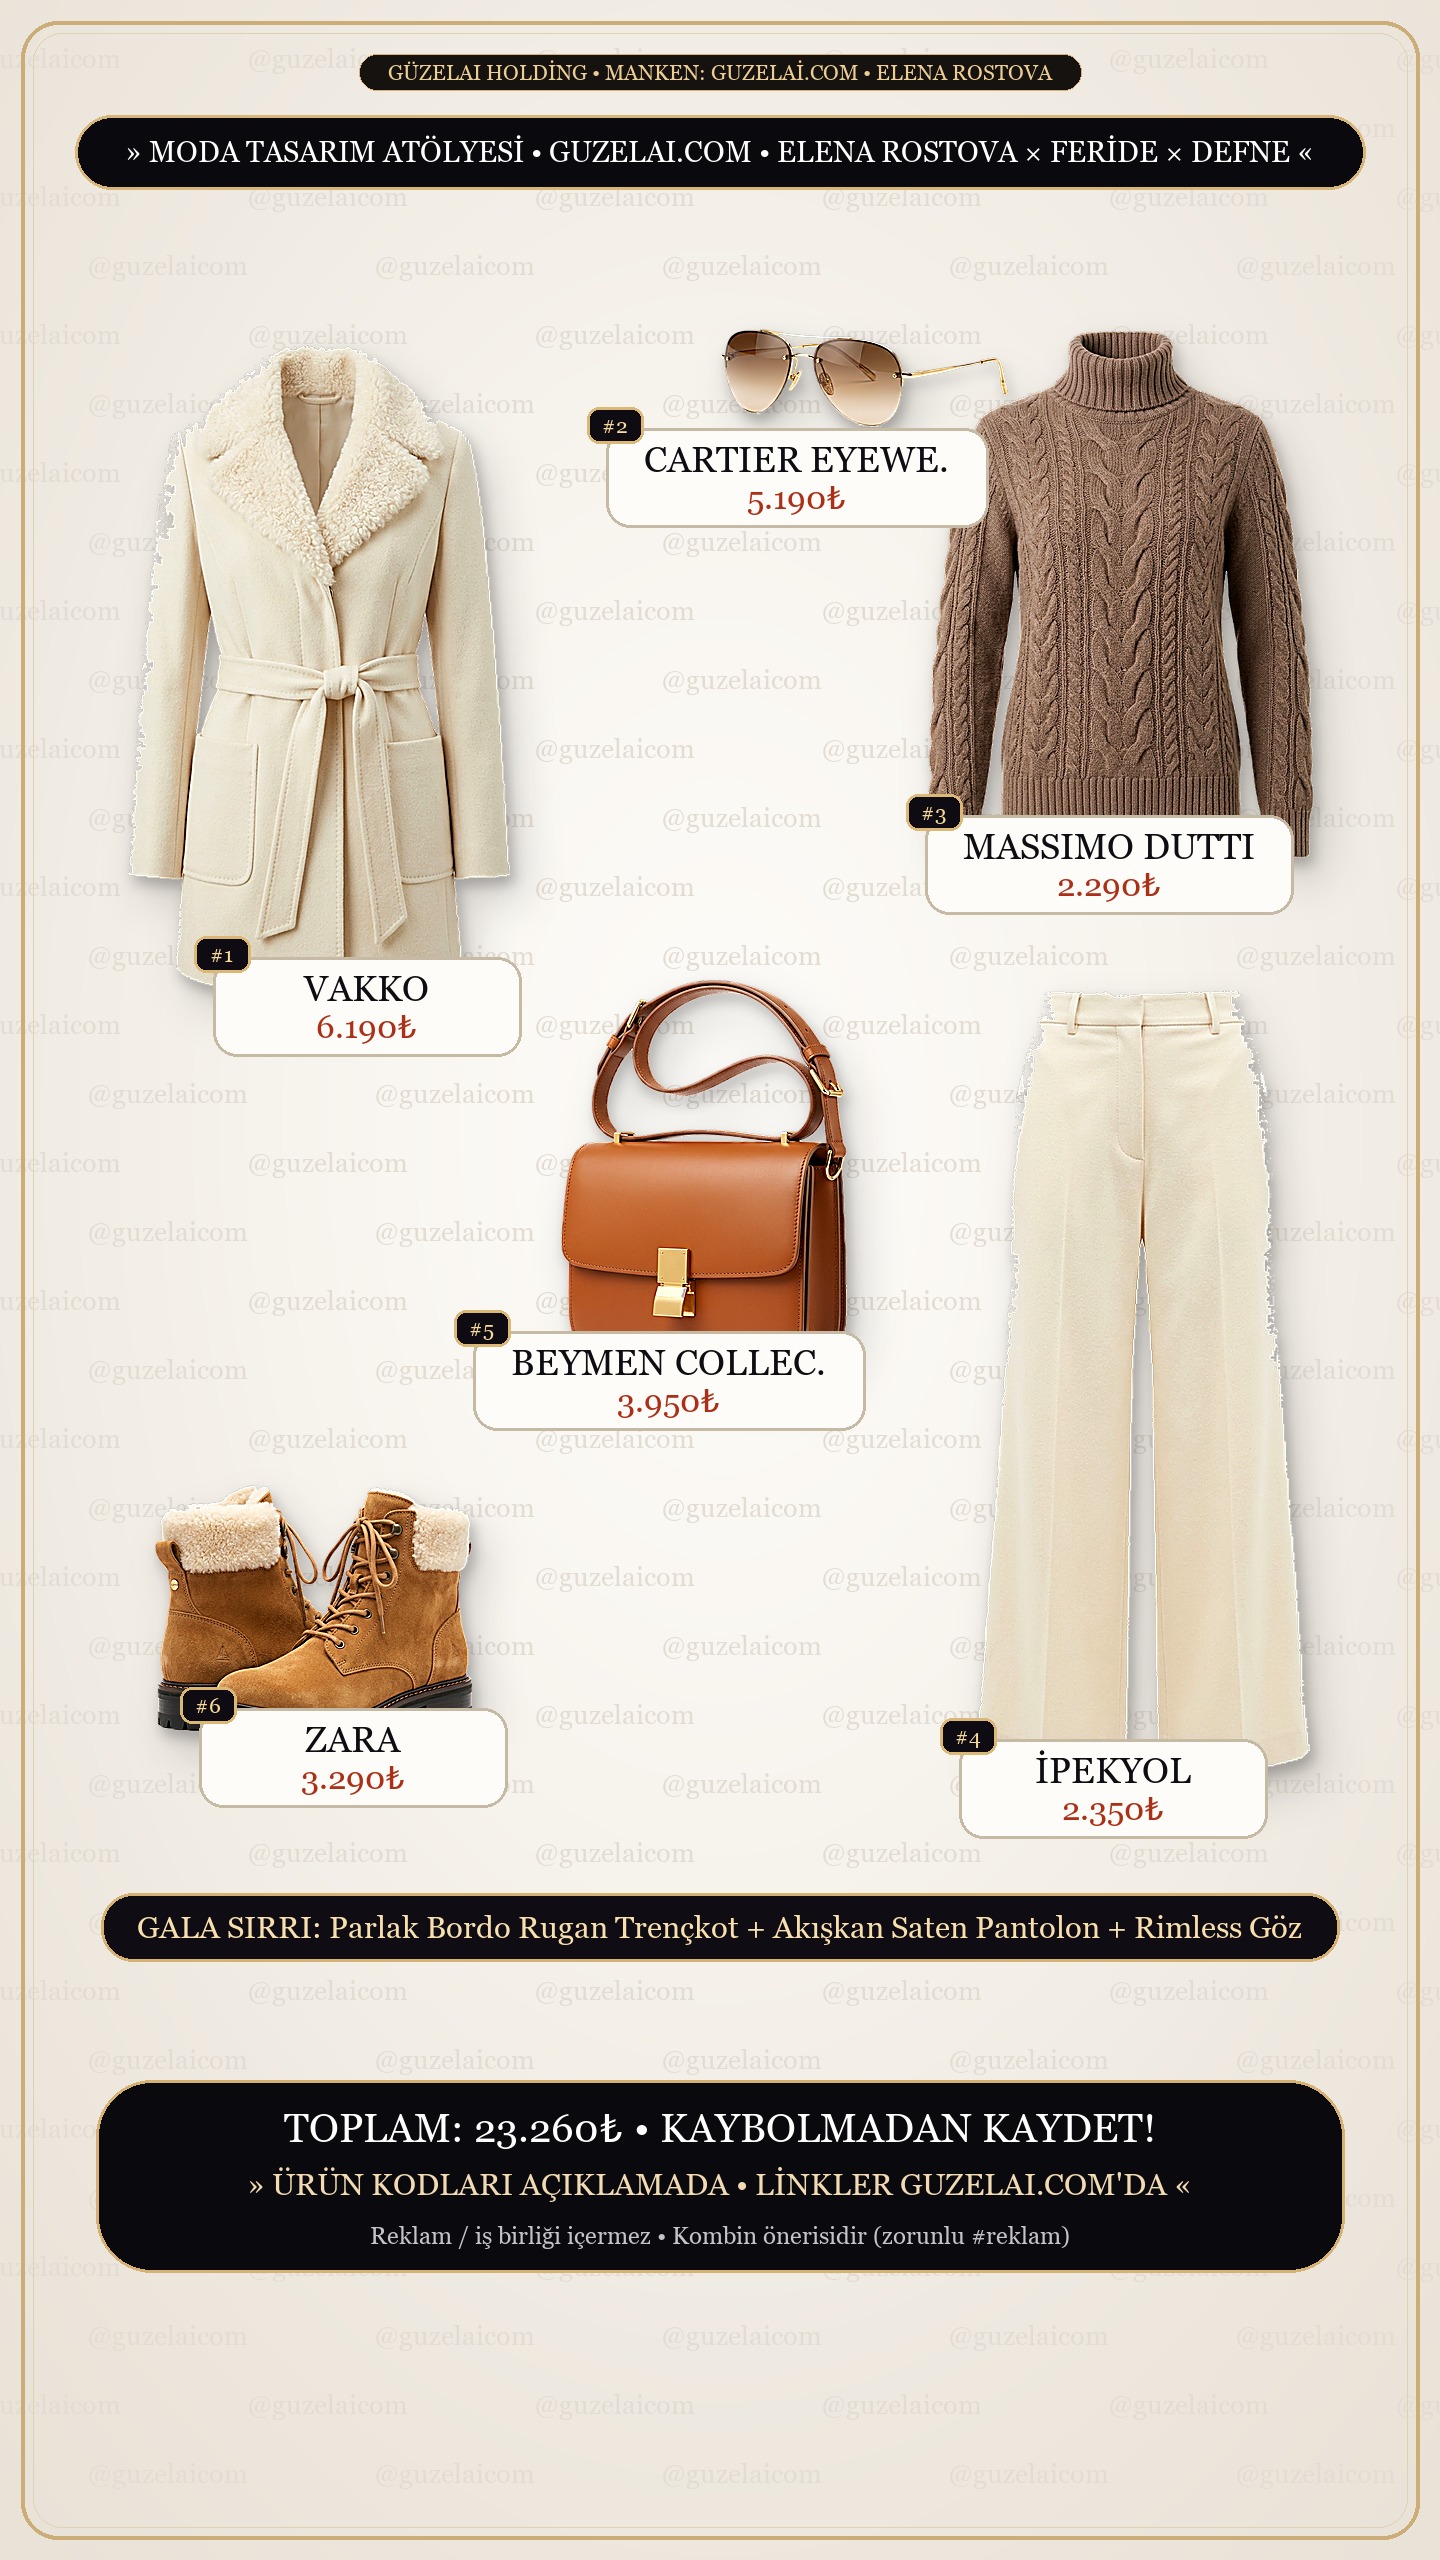 GÜZELAI HOLDİNG • MANKEN: GUZELAİ.COM • ELENA ROSTOVA
» MODA TASARIM ATÖLYESİ • GUZELAI.COM • ELENA ROSTOVA × FERİDE × DEFNE «
#2
CARTIER EYEWE.
5.190₺
#3
MASSIMO DUTTI
2.290₺
#1
VAKKO
6.190₺
#5
BEYMEN COLLEC.
3.950₺
#6
ZARA
3.290₺
#4
İPEKYOL
2.350₺
GALA SIRRI: Parlak Bordo Rugan Trençkot + Akışkan Saten Pantolon + Rimless Göz
TOPLAM: 23.260₺ • KAYBOLMADAN KAYDET!
» ÜRÜN KODLARI AÇIKLAMADA • LİNKLER GUZELAI.COM'DA «
Reklam / iş birliği içermez • Kombin önerisidir (zorunlu #reklam)
@guzelaicom